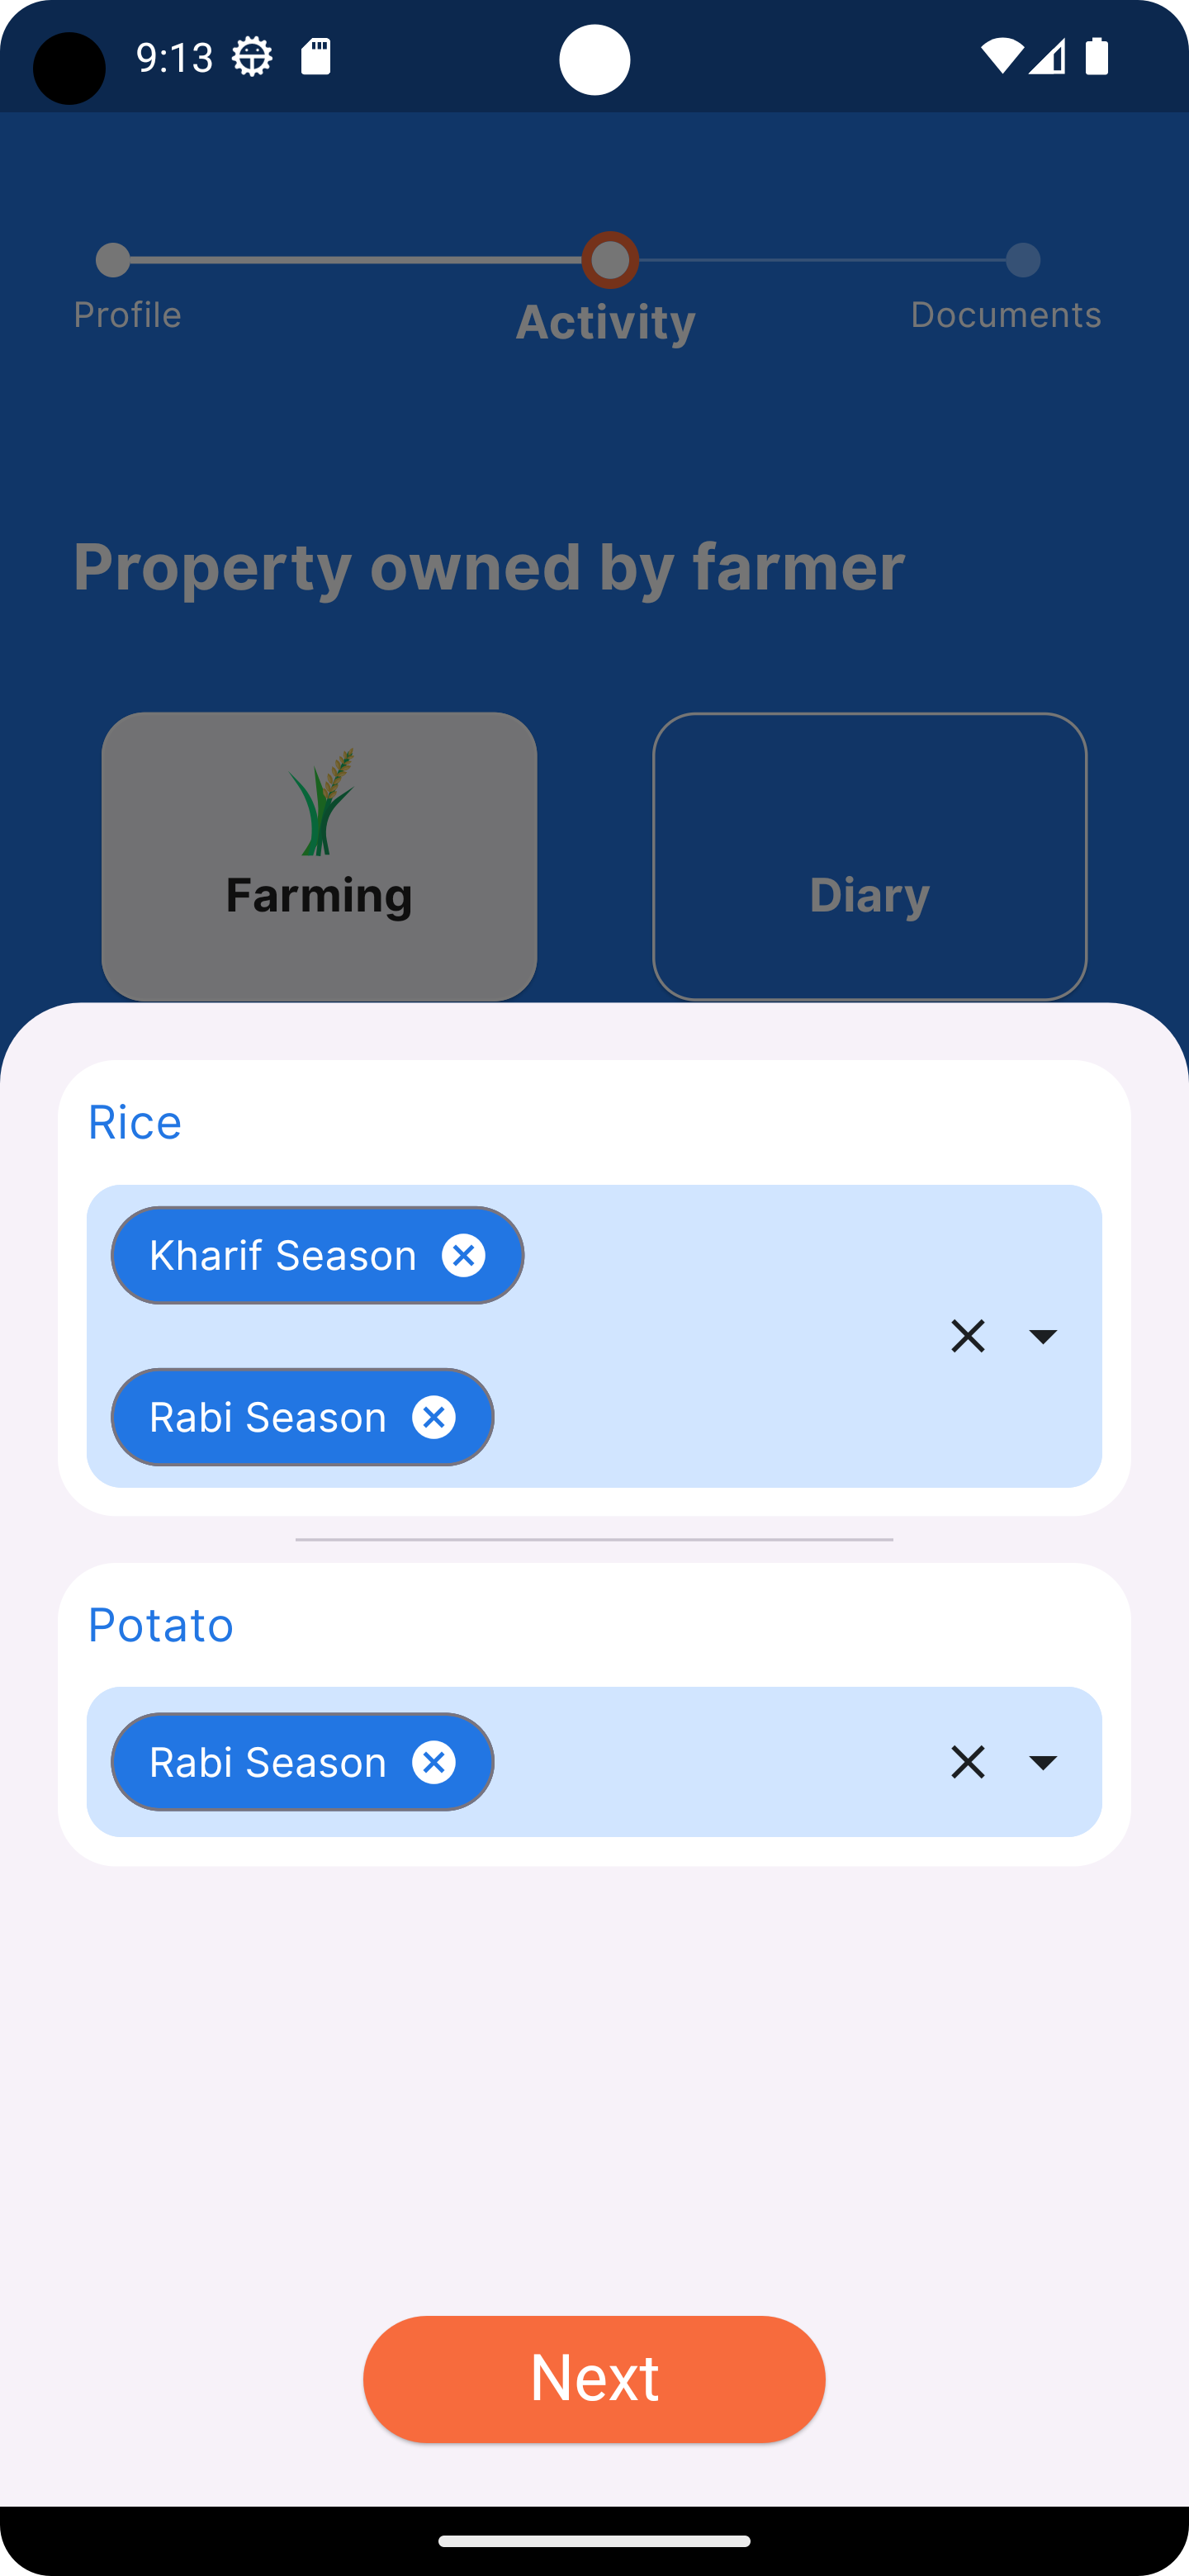 9:13
Profile
Activity
Documents
Property owned by farmer
Farming
Diary
Rice
Kharif Season
Rabi Season
Potato
Rabi Season
Next